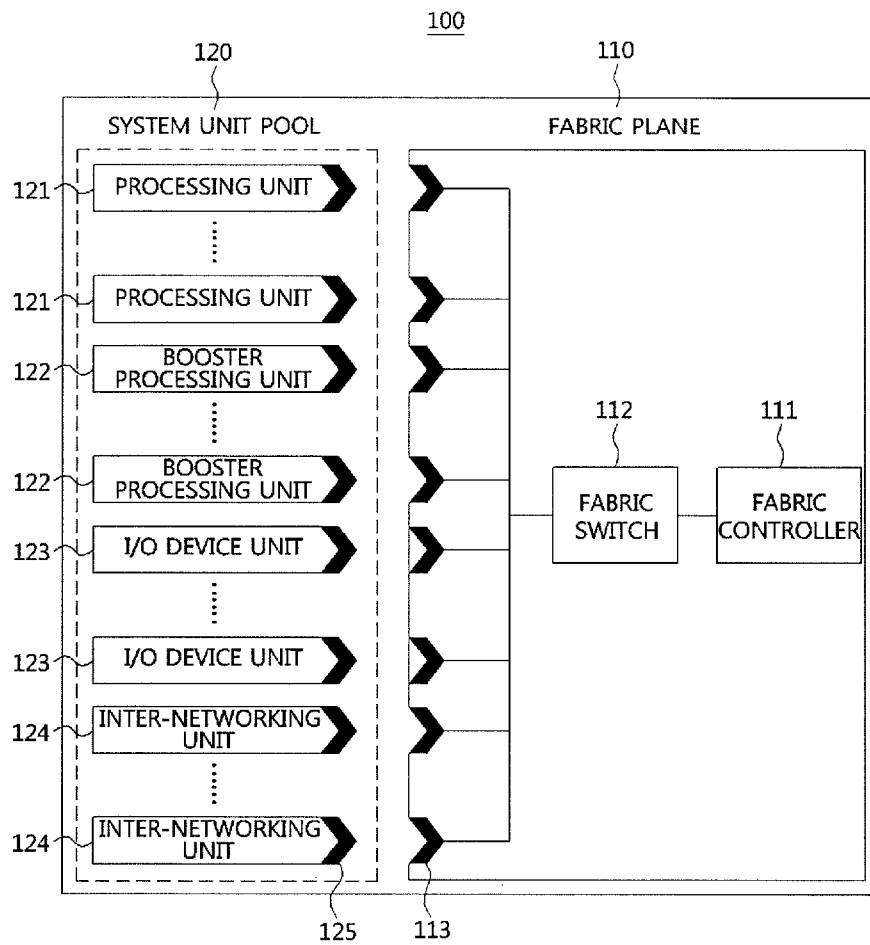 100
120
110
SYSTEM UNIT POOL
FABRIC PLANE
121
PROCESSING UNIT
121
PROCESSING UNIT
122
BOOSTER
PROCESSING UNIT
112
111
122
BOOSTER
PROCESSING UNIT
FABRIC
SWITCH
FABRIC
CONTROLLER
123
I/O DEVICE UNIT
123
I/O DEVICE UNIT
124
INTER-NETWORKING
UNIT
124
INTER-NETWORKING
UNIT
125
113